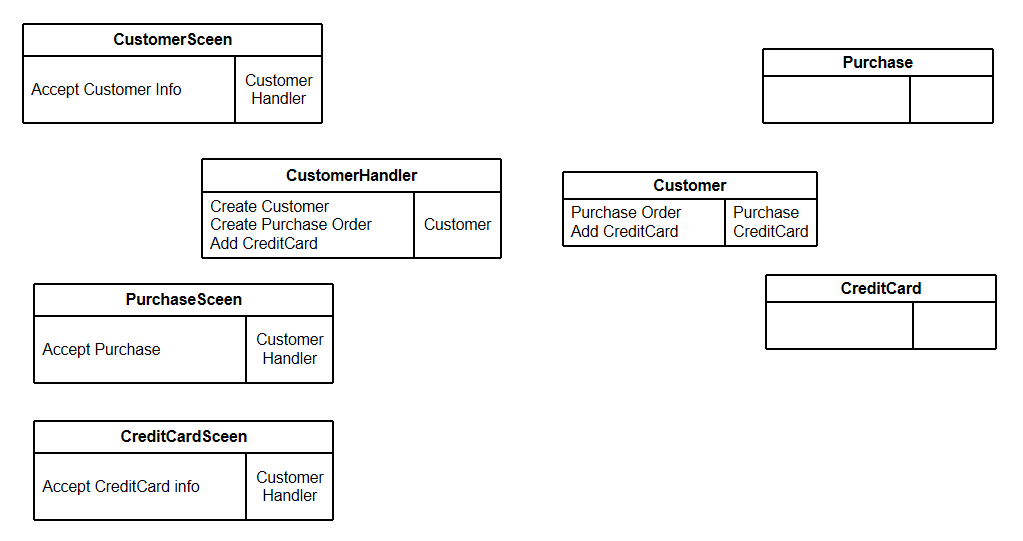 CustomerSceen
Accept Customer Info
Customer
Handler
Purchase
CustomerHandler
Create Customer
Create Purchase Order
Add CreditCard
Customer
Customer
Purchase Order
Add CreditCard
Purchase
CreditCard
PurchaseSceen
Accept Purchase
Customer
Handler
CreditCard
CreditCardSceen
Accept CreditCard info
Customer
Handler